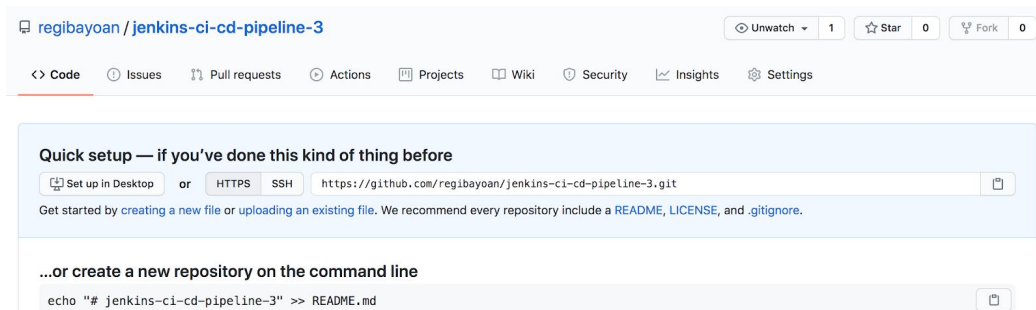 regibayoan / jenkins-ci-cd-pipeline-3
Unwatch 1 Star 0 Fork 0
<> Code Issues Pull requests Actions Projects Wiki Security Insights Settings
Quick setup — if you’ve done this kind of thing before
Set up in Desktop or HTTPS SSH https://github.com/regibayoan/jenkins-ci-cd-pipeline-3.git
Get started by creating a new file or uploading an existing file. We recommend every repository include a README, LICENSE, and .gitignore.
...or create a new repository on the command line
echo "# jenkins-ci-cd-pipeline-3" >> README.md